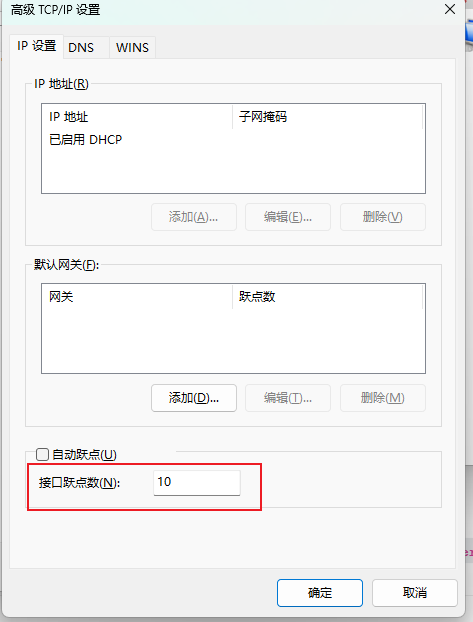 高级 TCP/IP 设置
IP 设置 DNS WINS
IP 地址(R)
IP 地址 子网掩码
已启用 DHCP
添加(A)... 编辑(E)... 删除(V)
默认网关(F):
网关 跃点数
添加(D)... 编辑(T)... 删除(M)
自动跃点(U)
接口跃点数(N): 10
确定 取消